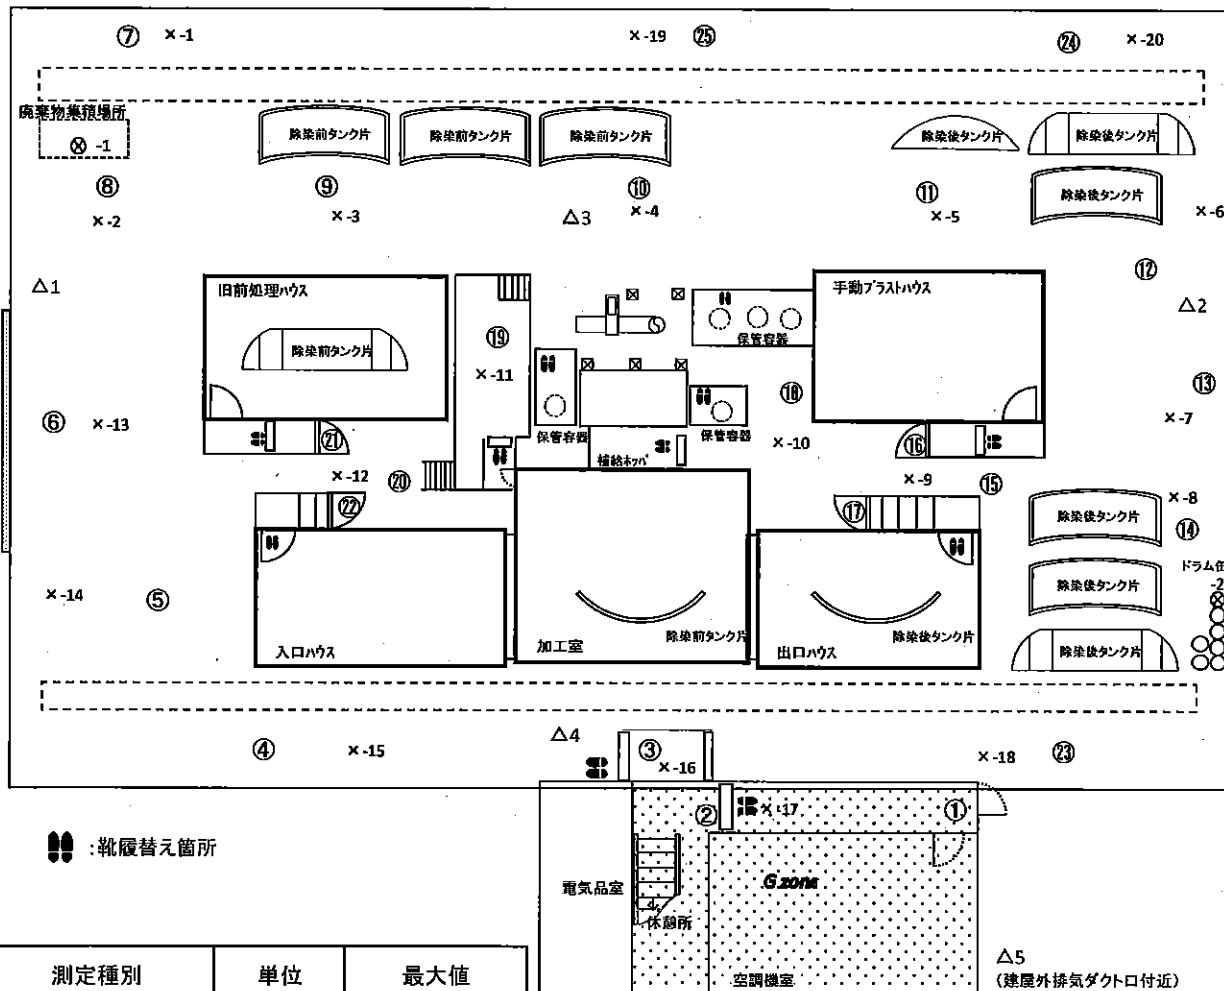 ⑦ ×-1 ×-19 ㉕ ㉔ ×-20
廃棄物集積場所
⊗ -1
除染前タンク片 除染前タンク片 除染前タンク片 除染後タンク片 除染後タンク片
⑧ ⑨ ⑩ ⑪ 除染後タンク片
×-2 ×-3 △3 ×-4 ×-5 ×-6
⑫
△1 旧前処理ハウス 手動ブラストハウス △2
⑲ 保管容器
除染前タンク片
×-11 ⑬
⑱
⑥ ×-13 ×-7
㉑ 保管容器 保管容器 ×-10 ⑯
補給ホッパ
×-12 ⑳ ×-9 ⑮
㉒ ⑰ 除染後タンク片 ×-8
⑭
ドラム缶
-2
除染後タンク片
×-14 ⑤
入口ハウス 加工室 除染前タンク片 出口ハウス 除染後タンク片 除染後タンク片
④ ×-15 △4 ③ ×-18 ㉓
×-16
② ×-17 ①
:靴履替え箇所
電気品室 G zone
休憩所
測定種別 単位 最大値
空調機室
△5
(建屋外排気ダクト口付近)